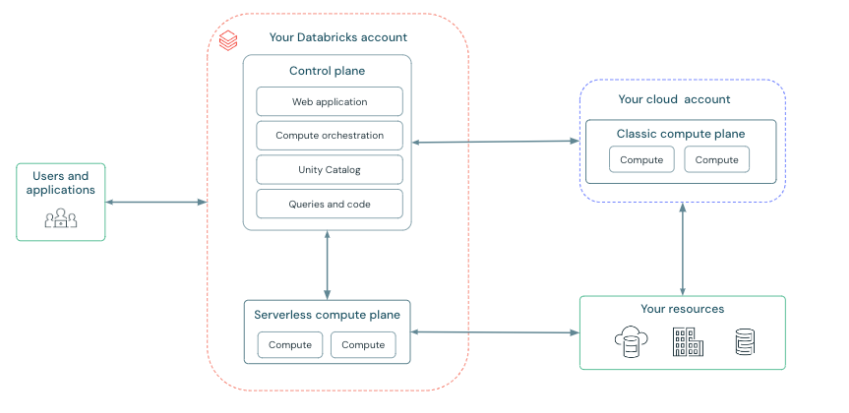 Your Databricks account
Control plane
Web application
Compute orchestration
Unity Catalog
Queries and code
Users and
applications
Your cloud account
Classic compute plane
Compute Compute
Serverless compute plane
Compute Compute
Your resources